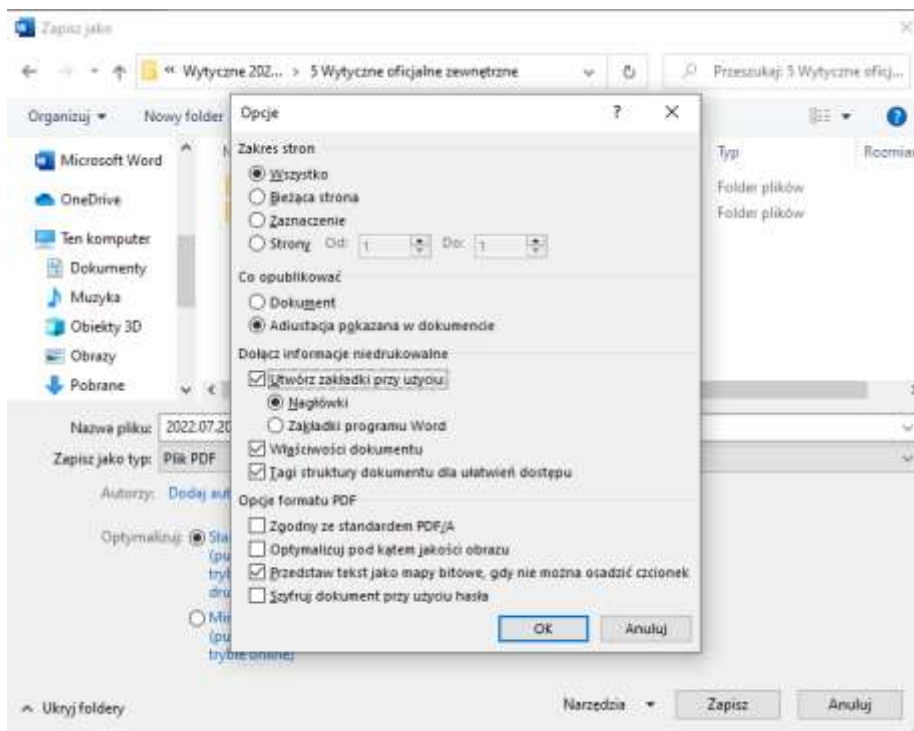 Zapisz jako
« Wytyczne 202... > 5 Wytyczne oficjalne zewnętrzne
Przeszukaj: 5 Wytyczne oficj...
Organizuj
Nowy folder
Opcje
?
Microsoft Word
OneDrive
Ten komputer
Dokumenty
Muzyka
Obiekty 3D
Obrazy
Pobrane
Typ
Rozmiar
Folder plików
Folder plików
Zakres stron
Wszystko
Bieżąca strona
Zaznaczenie
Strony Od: 1 Do: 1
Co opublikować
Dokument
Adiustacja pokazana w dokumencie
Dołącz informacje niedrukowalne
Utwórz zakładki przy użyciu:
Nagłówki
Zakładki programu Word
Właściwości dokumentu
Tagi struktury dokumentu dla ułatwień dostępu
Opcje formatu PDF
Zgodny ze standardem PDF/A
Optymalizuj pod kątem jakości obrazu
Przedstaw tekst jako mapy bitowe, gdy nie można osadzić czcionek
Szyfruj dokument przy użyciu hasła
OK
Anuluj
Nazwa pliku: 2022.07.20
Zapisz jako typ: Plik PDF
Autorzy: Dodaj aut
Optymalizuj: Sta
(pu
tryb
dru
Mi
(pu
trybie online)
Ukryj foldery
Narzędzia
Zapisz
Anuluj